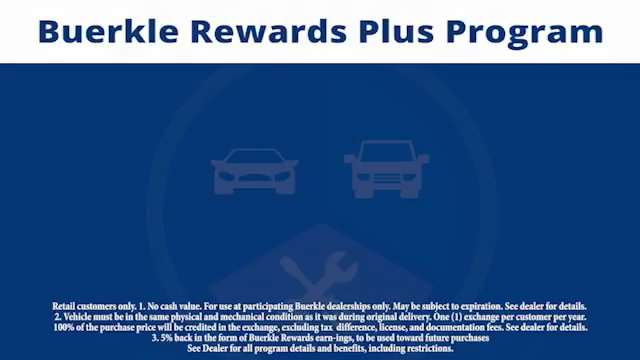 Buerkle Rewards Plus Program
Retail customers only. 1. No cash value. For use at participating Buerkle dealerships only. May be subject to expiration. See dealer for details.
2. Vehicle must be in the same physical and mechanical condition as it was during original delivery. One (1) exchange per customer per year.
100% of the purchase price will be credited in the exchange, excluding tax difference, license, and documentation fees. See dealer for details.
3. 5% back in the form of Buerkle Rewards earn-ings, to be used toward future purchases
See Dealer for all program details and benefits, including restrictions.